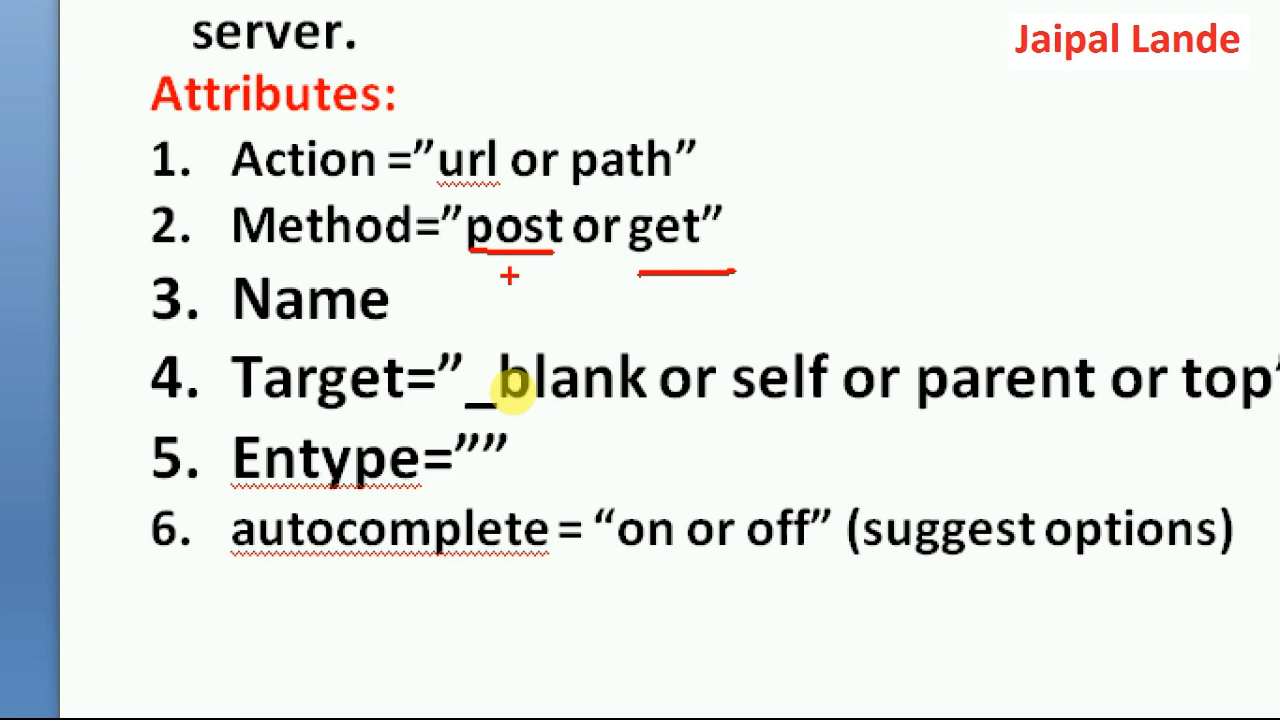 server.
Jaipal Lande
Attributes:
1. Action =”url or path”
2. Method=”post or get”
+
3. Name
4. Target=”_blank or self or parent or top”
5. Entype=””
6. autocomplete = “on or off” (suggest options)